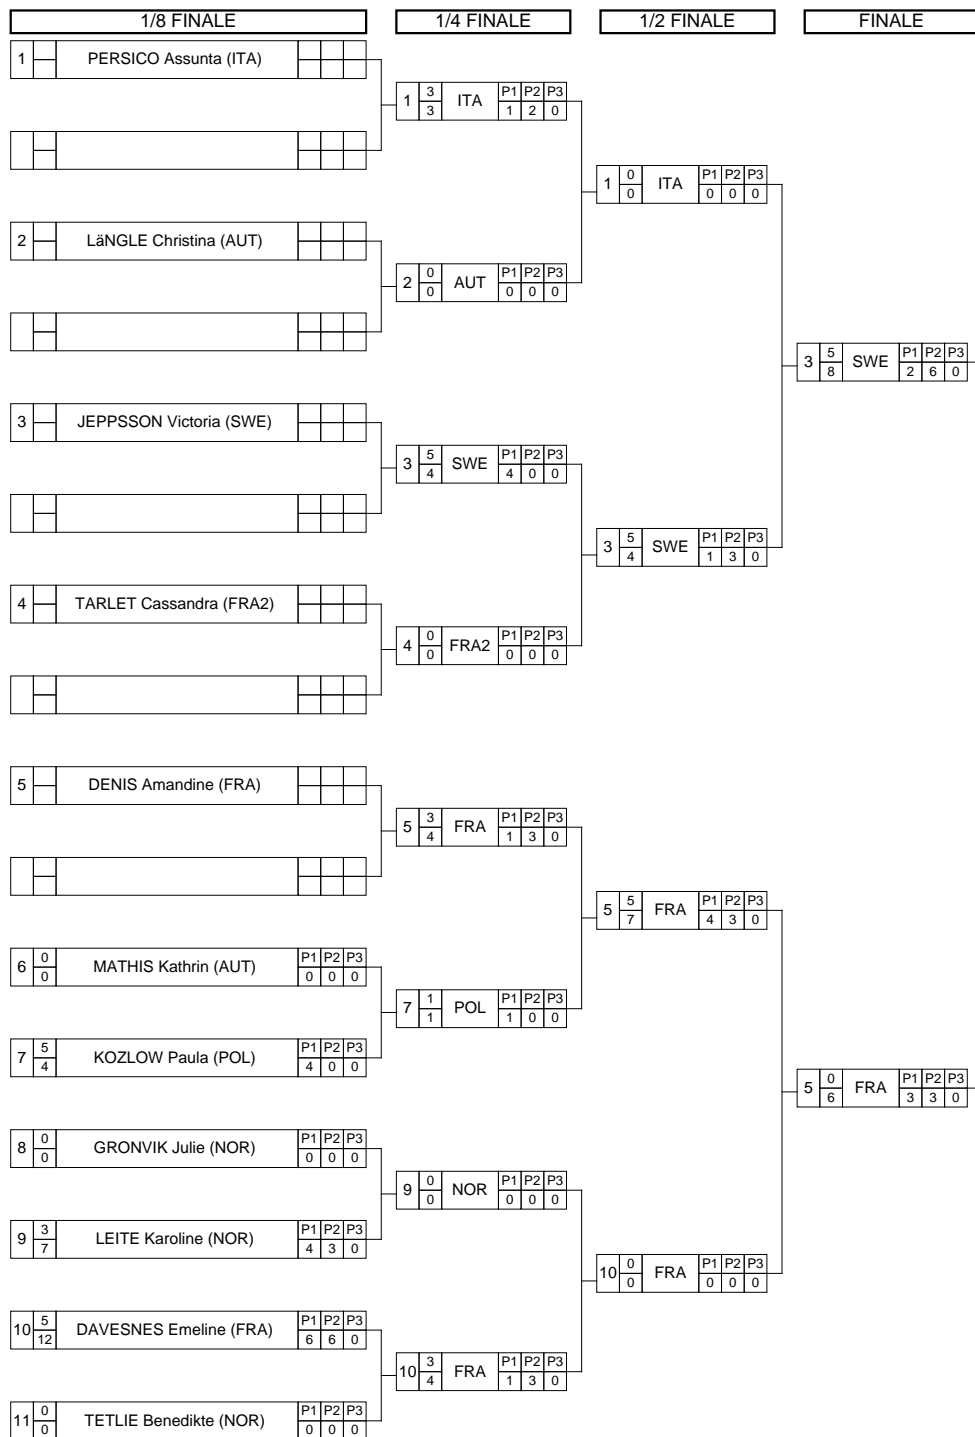 1/8 FINALE 1/4 FINALE 1/2 FINALE FINALE
1 PERSICO Assunta (ITA)
1 3 ITA P1 P2 P3
3 1 2 0
1 0 ITA P1 P2 P3
0 0 0 0
2 LäNGLE Christina (AUT)
2 0 AUT P1 P2 P3
0 0 0 0
3 5 SWE P1 P2 P3
8 2 6 0
3 JEPPSSON Victoria (SWE)
3 5 SWE P1 P2 P3
4 4 0 0
3 5 SWE P1 P2 P3
4 1 3 0
4 TARLET Cassandra (FRA2)
4 0 FRA2 P1 P2 P3
0 0 0 0
5 DENIS Amandine (FRA)
5 3 FRA P1 P2 P3
4 1 3 0
5 5 FRA P1 P2 P3
7 4 3 0
6 0 MATHIS Kathrin (AUT) P1 P2 P3
0 0 0 0
7 1 POL P1 P2 P3
1 1 0 0
7 5 KOZLOW Paula (POL) P1 P2 P3
4 4 0 0
5 0 FRA P1 P2 P3
6 3 3 0
8 0 GRONVIK Julie (NOR) P1 P2 P3
0 0 0 0
9 0 NOR P1 P2 P3
0 0 0 0
9 3 LEITE Karoline (NOR) P1 P2 P3
7 4 3 0
10 0 FRA P1 P2 P3
0 0 0 0
10 5 DAVESNES Emeline (FRA) P1 P2 P3
12 6 6 0
10 3 FRA P1 P2 P3
4 1 3 0
11 0 TETLIE Benedikte (NOR) P1 P2 P3
0 0 0 0